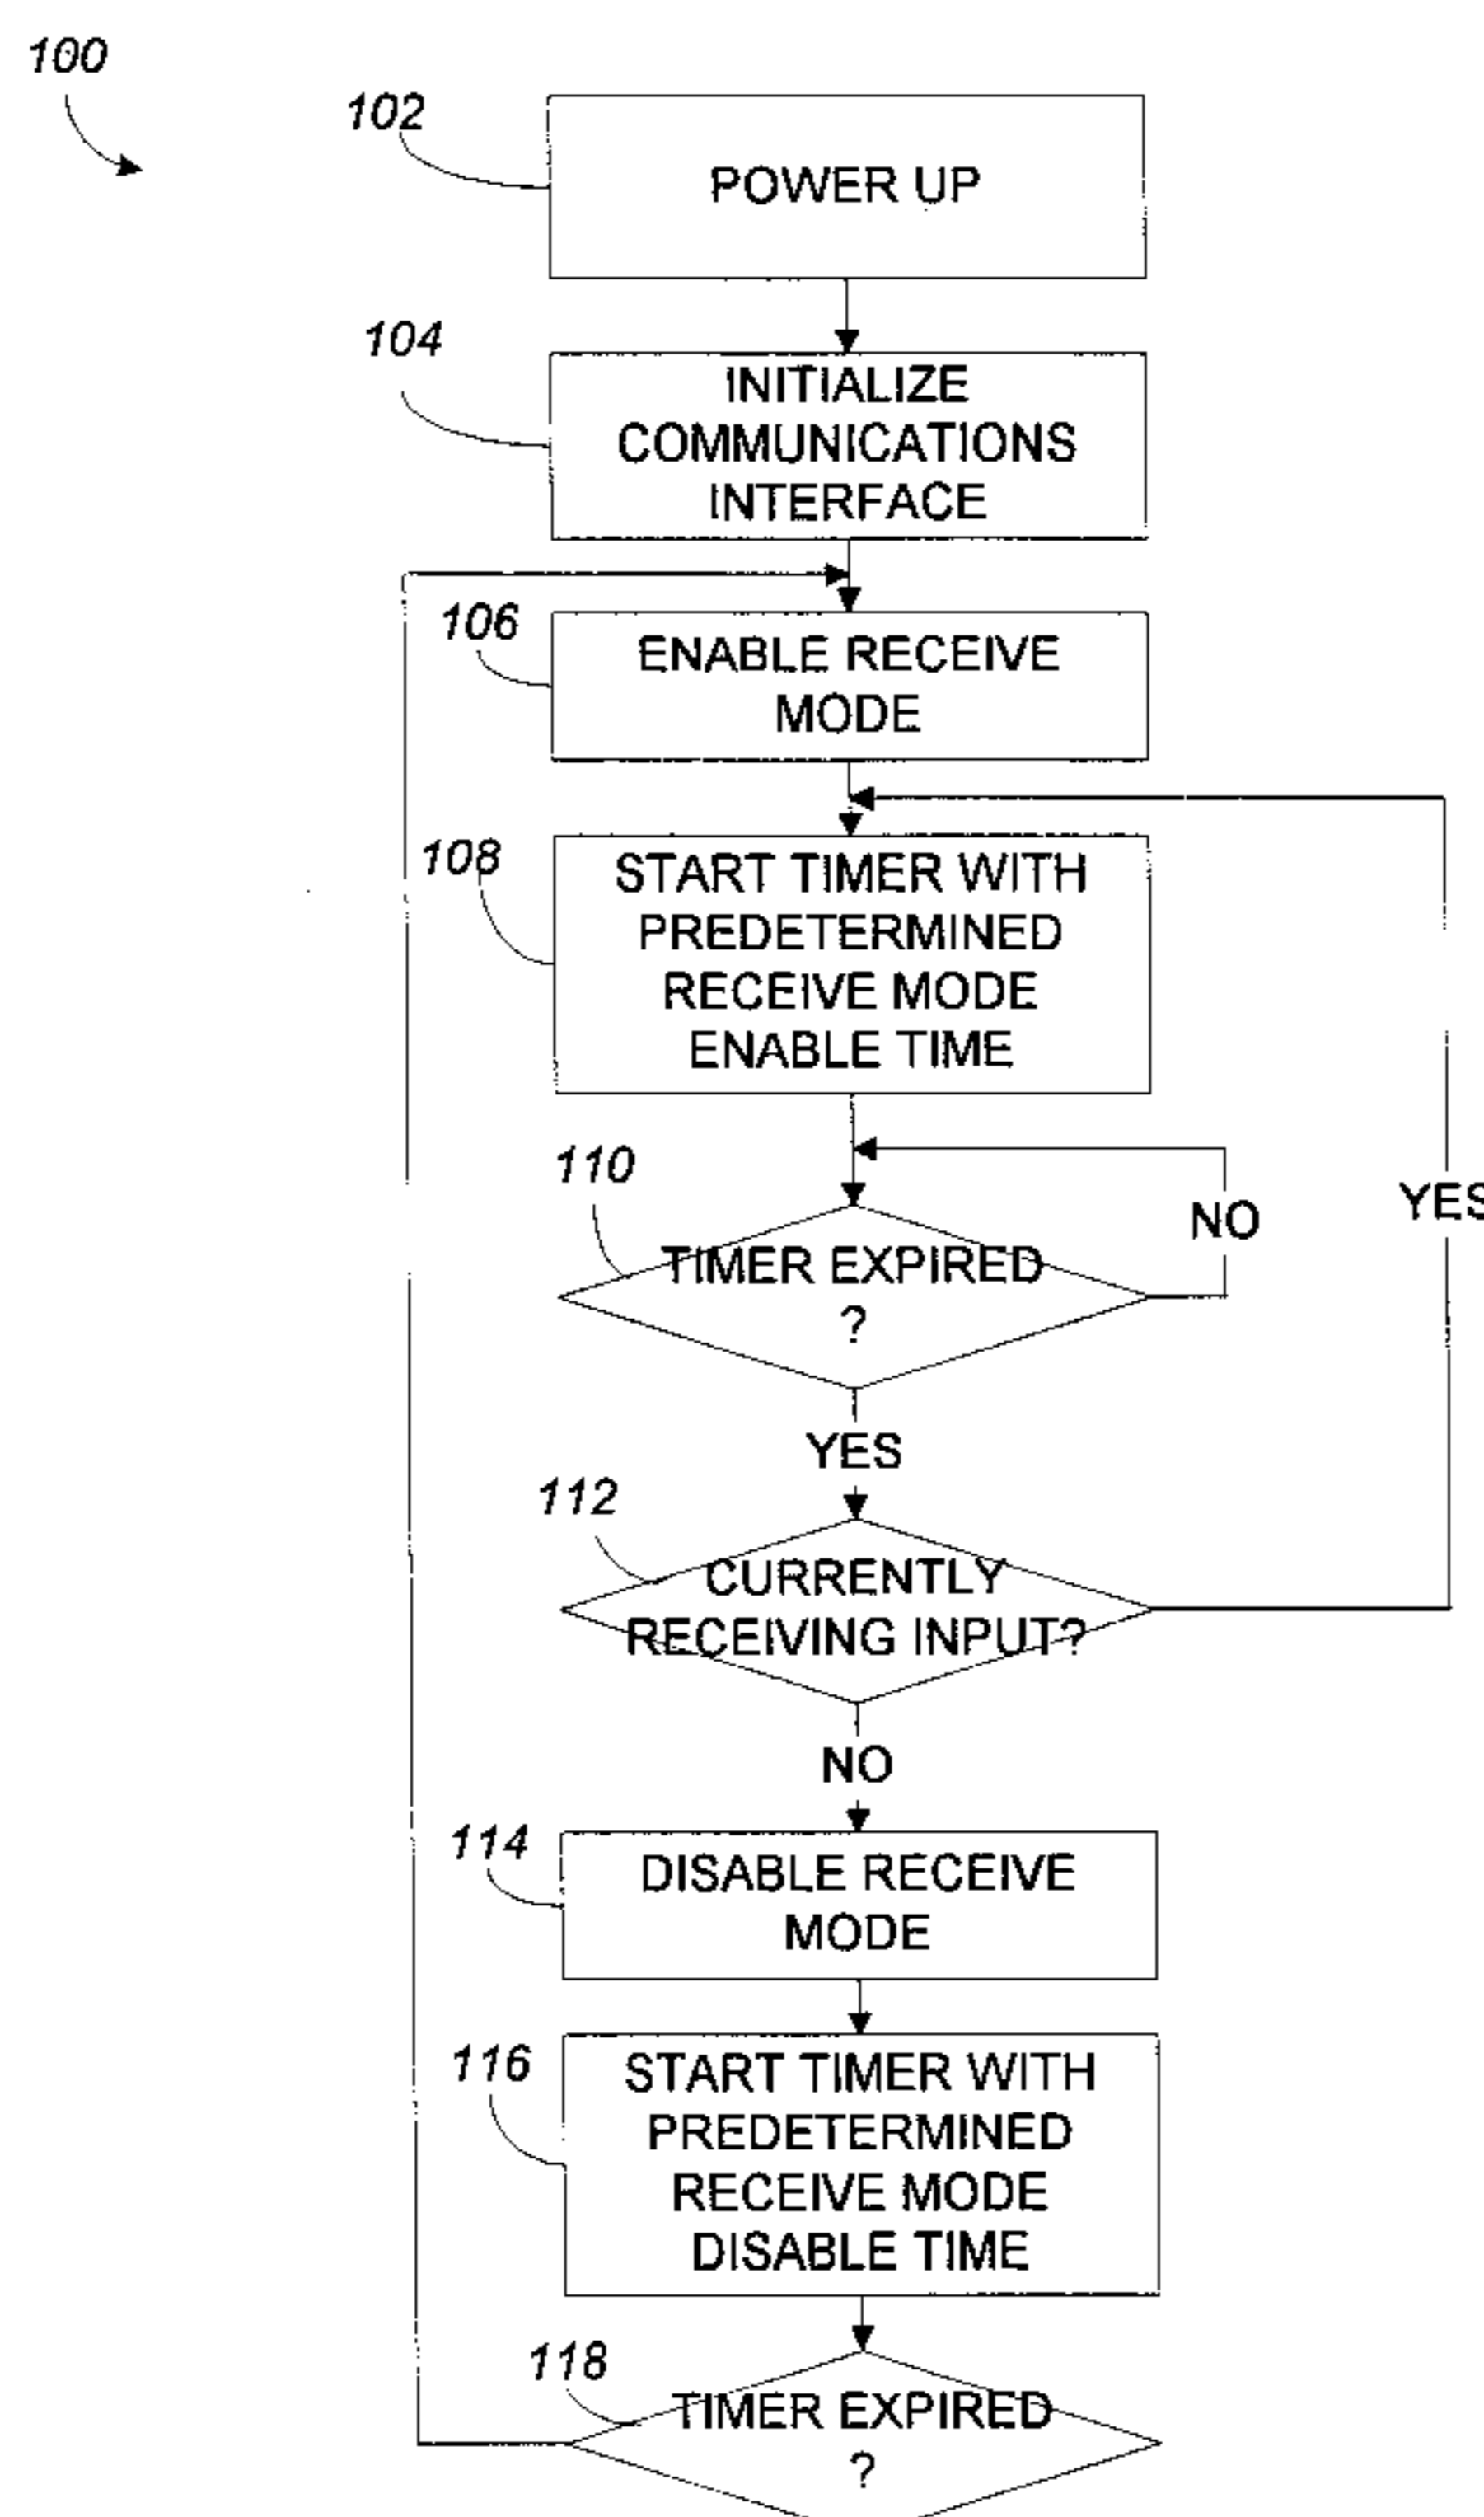 100
102
POWER UP
104
INITIALIZE
COMMUNICATIONS
INTERFACE
106
ENABLE RECEIVE
MODE
108
START TIMER WITH
PREDETERMINED
RECEIVE MODE
ENABLE TIME
110
NO
YES
TIMER EXPIRED
?
YES
112
CURRENTLY
RECEIVING INPUT?
NO
114
DISABLE RECEIVE
MODE
116
START TIMER WITH
PREDETERMINED
RECEIVE MODE
DISABLE TIME
118
TIMER EXPIRED
?